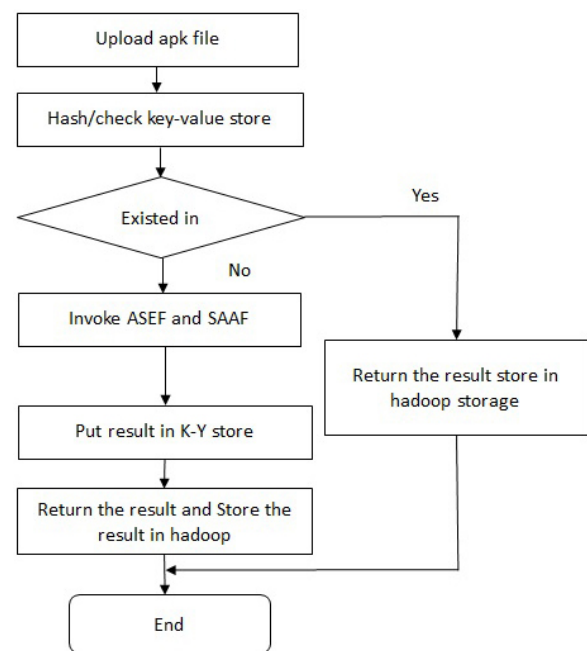 Upload apk file
Hash/check key-value store
Yes
Existed in
No
Invoke ASEF and SAAF
Return the result store in
hadoop storage
Put result in K-Y store
Return the result and Store the
result in hadoop
End